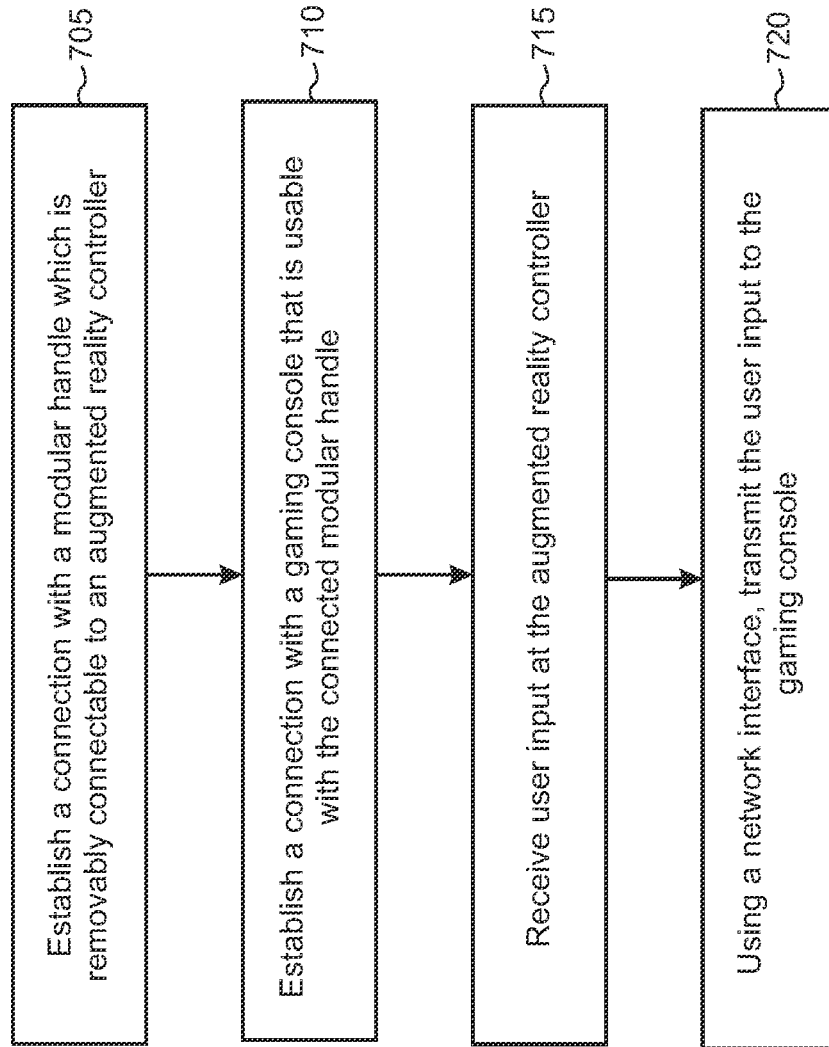 Establish a connection with a modular handle which is
removably connectable to an augmented reality controller
705
Establish a connection with a gaming console that is usable
with the connected modular handle
710
Receive user input at the augmented reality controller
715
Using a network interface, transmit the user input to the
gaming console
720